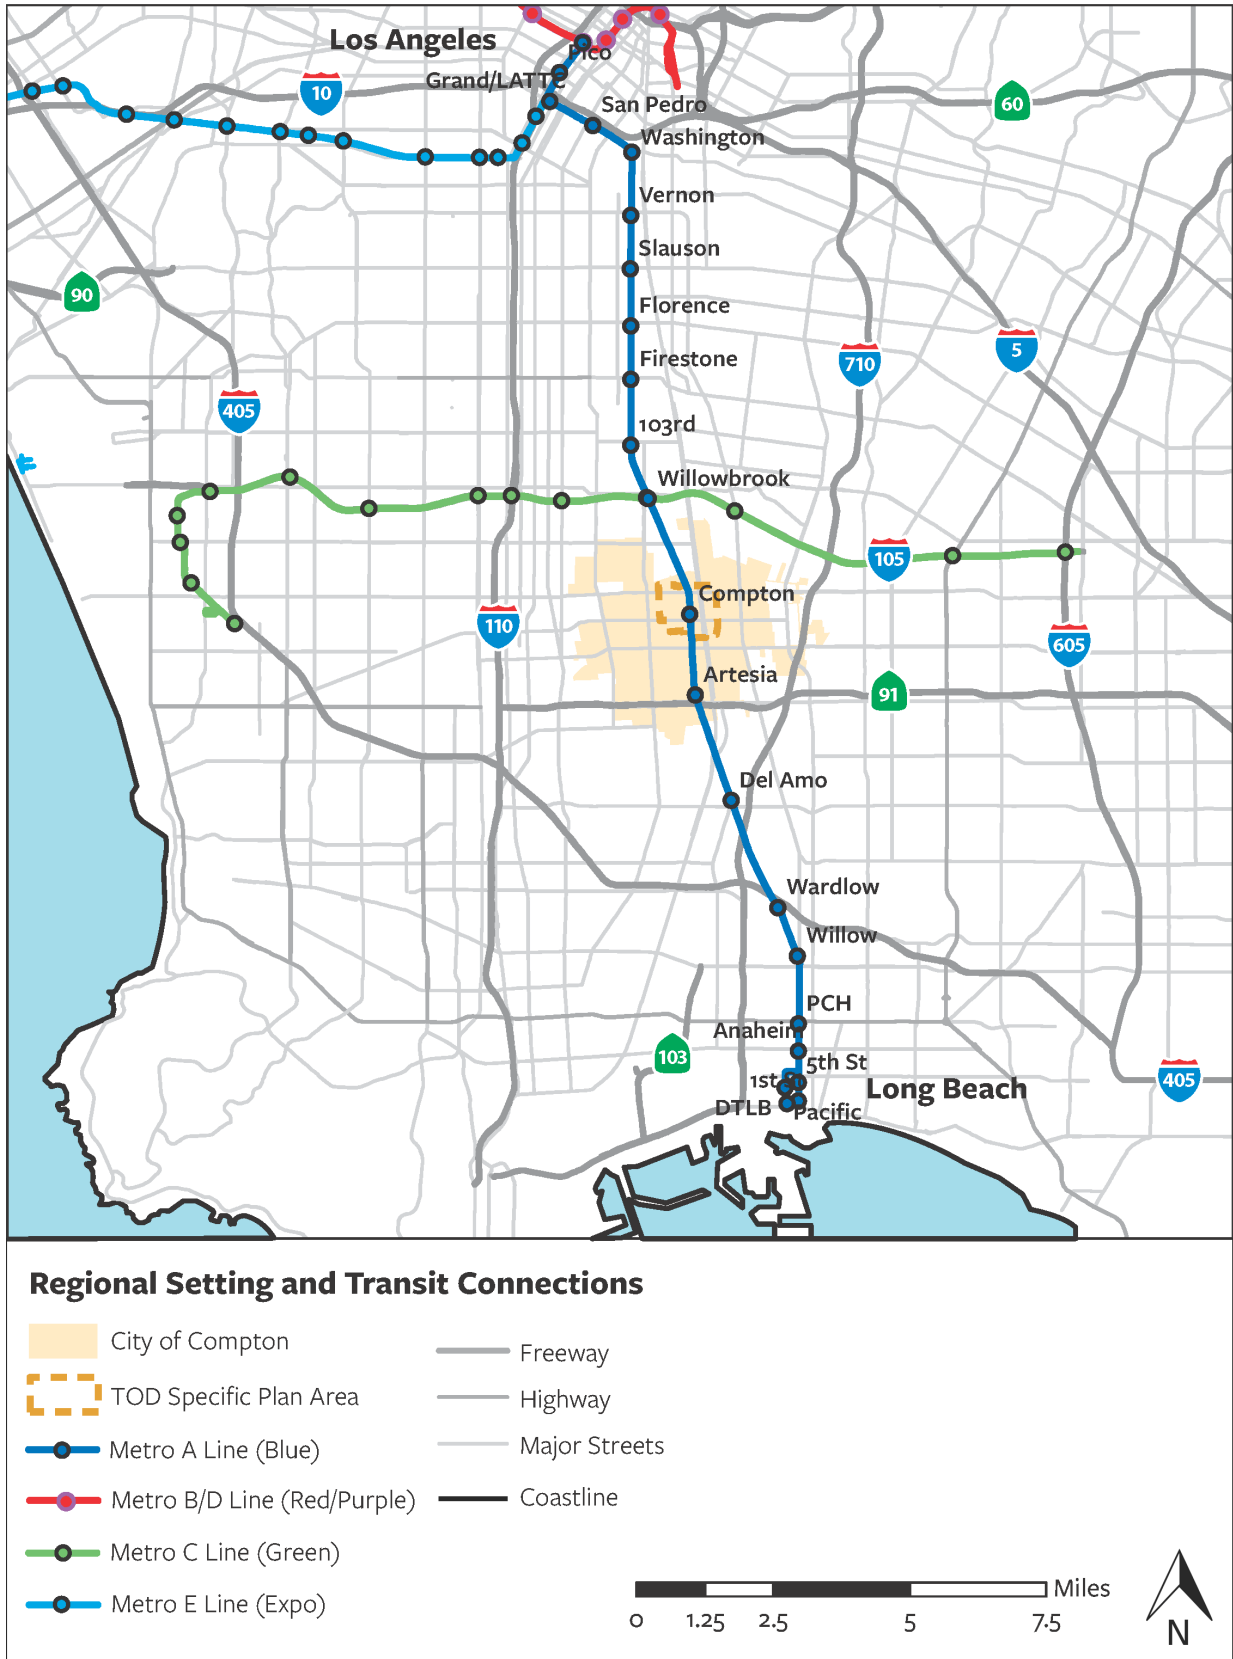 Los Angeles
Pico
Grand/LATTC
10
San Pedro
60
Washington
Vernon
Slauson
90
Florence
Firestone
710
5
405
103rd
Willowbrook
105
Compton
110
605
Artesia
91
Del Amo
Wardlow
Willow
PCH
Anaheim
103
5th St
1st St
Long Beach
405
DTLB
Pacific
Regional Setting and Transit Connections
City of Compton
TOD Specific Plan Area
Metro A Line (Blue)
Metro B/D Line (Red/Purple)
Metro C Line (Green)
Metro E Line (Expo)
Freeway
Highway
Major Streets
Coastline
Miles
0 1.25 2.5 5 7.5
N